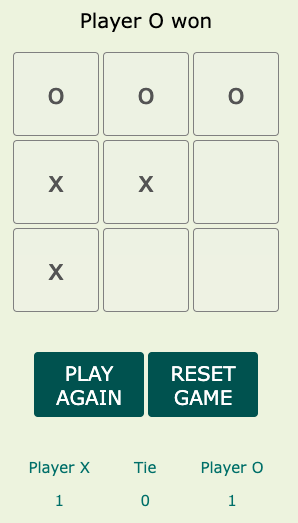 Player O won
O O O
X X
X
PLAY AGAIN
RESET GAME
Player X Tie Player O
1 0 1